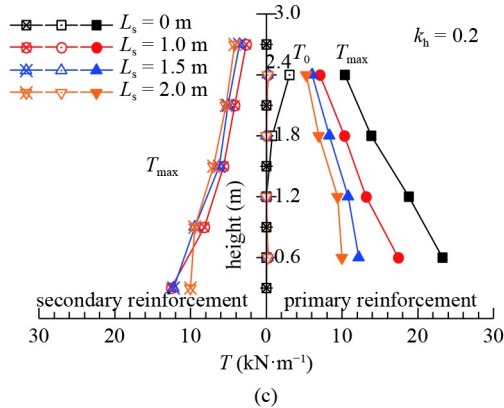 3.0
L_s = 0 m
L_s = 1.0 m
L_s = 1.5 m
L_s = 2.0 m
k_h = 0.2
2.4
T_0
T_max
1.8
T_max
1.2
height (m)
0.6
secondary reinforcement
primary reinforcement
30 20 10 0 10 20 30
T (kN·m⁻¹)
(c)